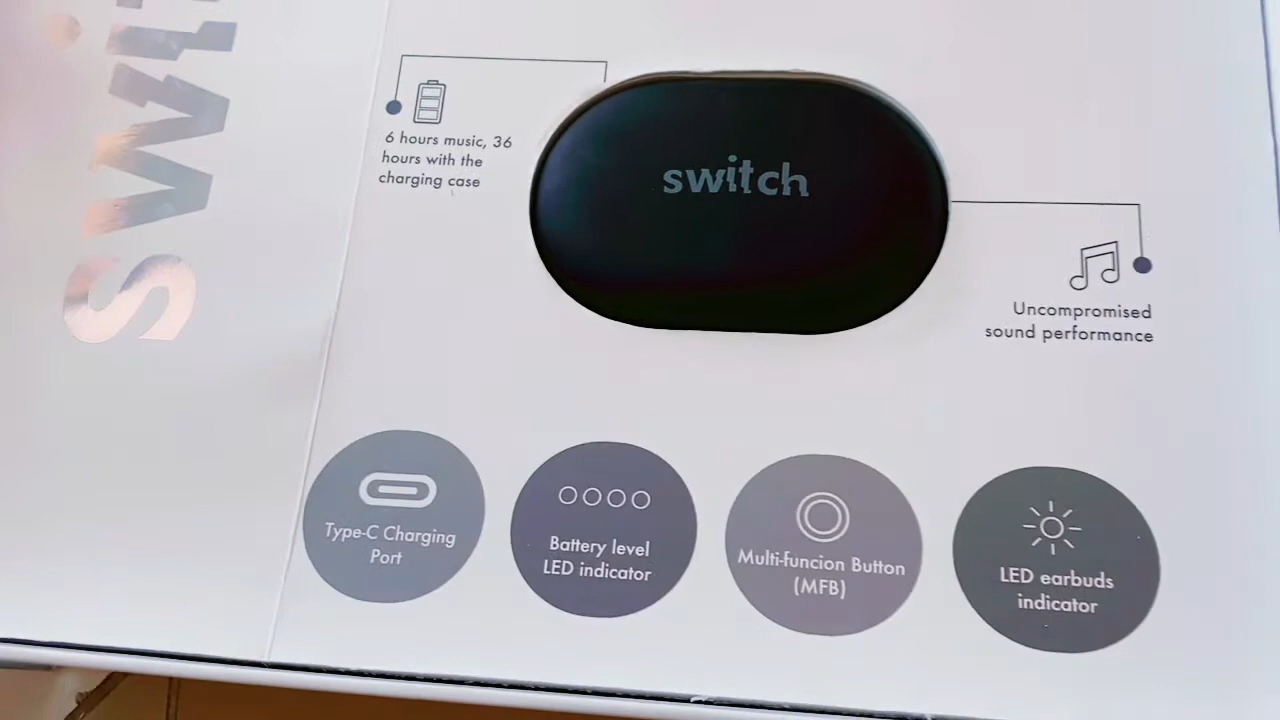 swit
6 hours music, 36
hours with the
charging case
switch
Uncompromised
sound performance
Type-C Charging
Port
Battery level
LED indicator
Multi-funcion Button
(MFB)
LED earbuds
indicator